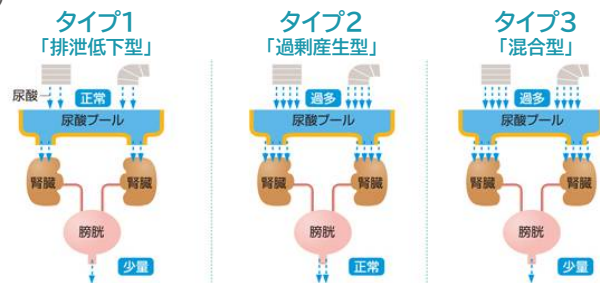 タイプ1
「排泄低下型」
尿酸
正常
尿酸プール
腎臓
腎臓
膀胱
少量
タイプ2
「過剰産生型」
過多
尿酸プール
腎臓
腎臓
膀胱
正常
タイプ3
「混合型」
過多
尿酸プール
腎臓
腎臓
膀胱
少量